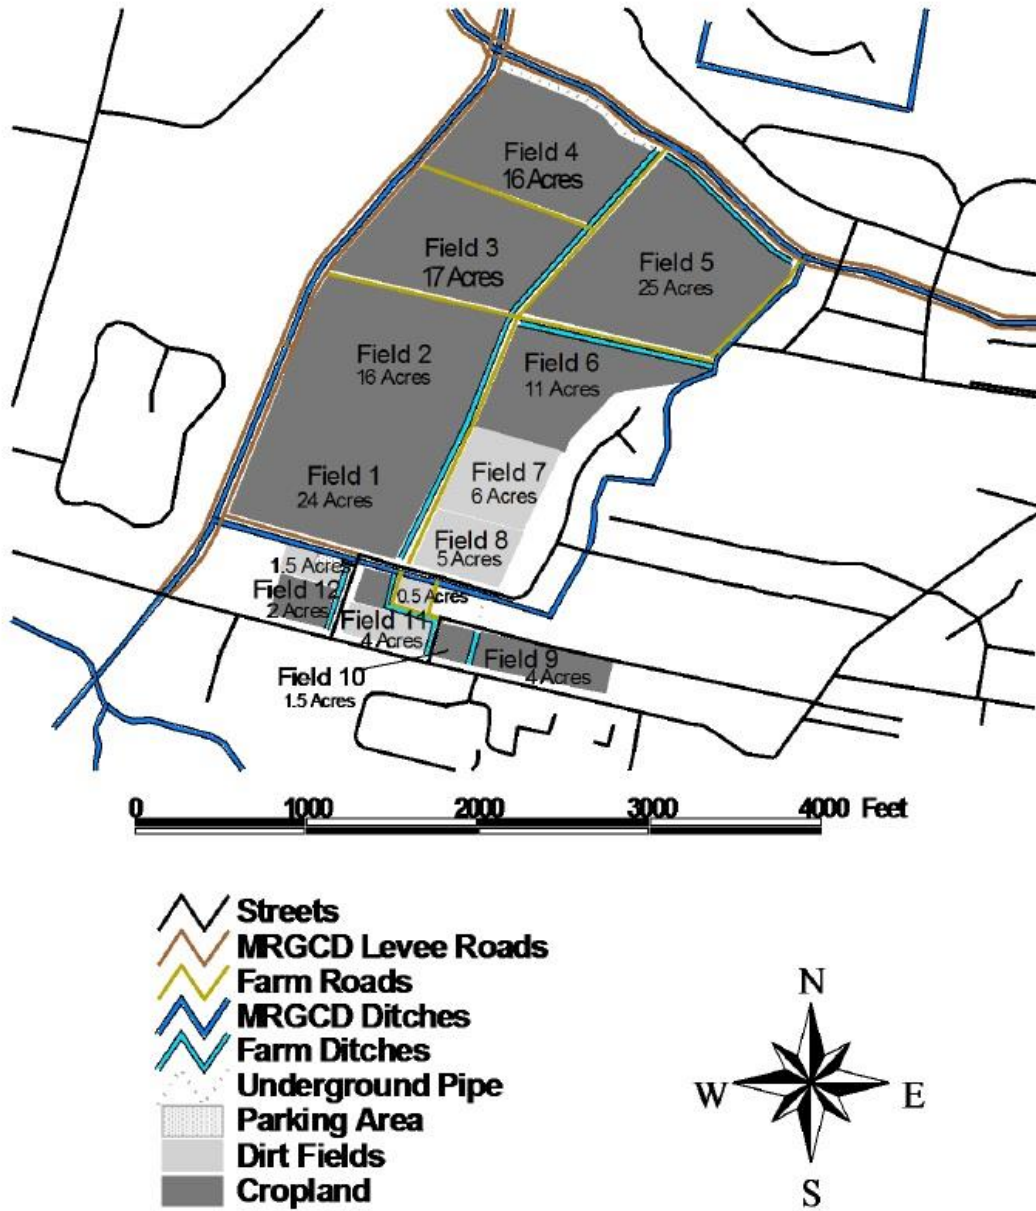 Field 4
16 Acres
Field 3
17 Acres
Field 5
25 Acres
Field 2
16 Acres
Field 6
11 Acres
Field 1
24 Acres
Field 7
6 Acres
Field 8
5 Acres
1.5 Acres
Field 12
2 Acres
0.5 Acres
Field 11
4 Acres
Field 9
4 Acres
Field 10
1.5 Acres
0 1000 2000 3000 4000 Feet
Streets
MRGCD Levee Roads
Farm Roads
MRGCD Ditches
Farm Ditches
Underground Pipe
Parking Area
Dirt Fields
Cropland
N
W E
S